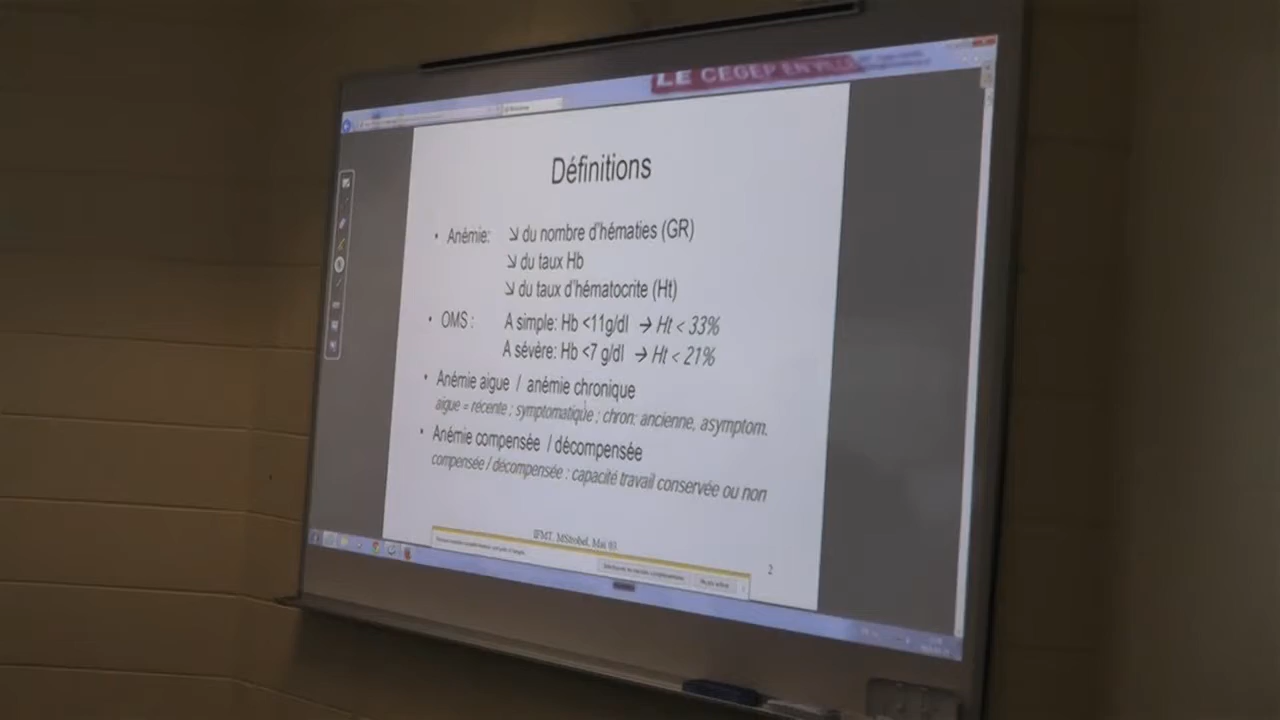 LE CEGEP EN VILLE
Définitions
• Anémie: ↘ du nombre d'hématies (GR)
↘ du taux Hb
↘ du taux d'hématocrite (Ht)
• OMS : A simple: Hb <11g/dl → Ht < 33%
A sévère: Hb <7 g/dl → Ht < 21%
• Anémie aigue / anémie chronique
aigue = récente ; symptomatique ; chron: ancienne, asymptom.
• Anémie compensée / décompensée
compensée / décompensée : capacité travail conservée ou non
IFMT, MStrobel, Mai 03
2